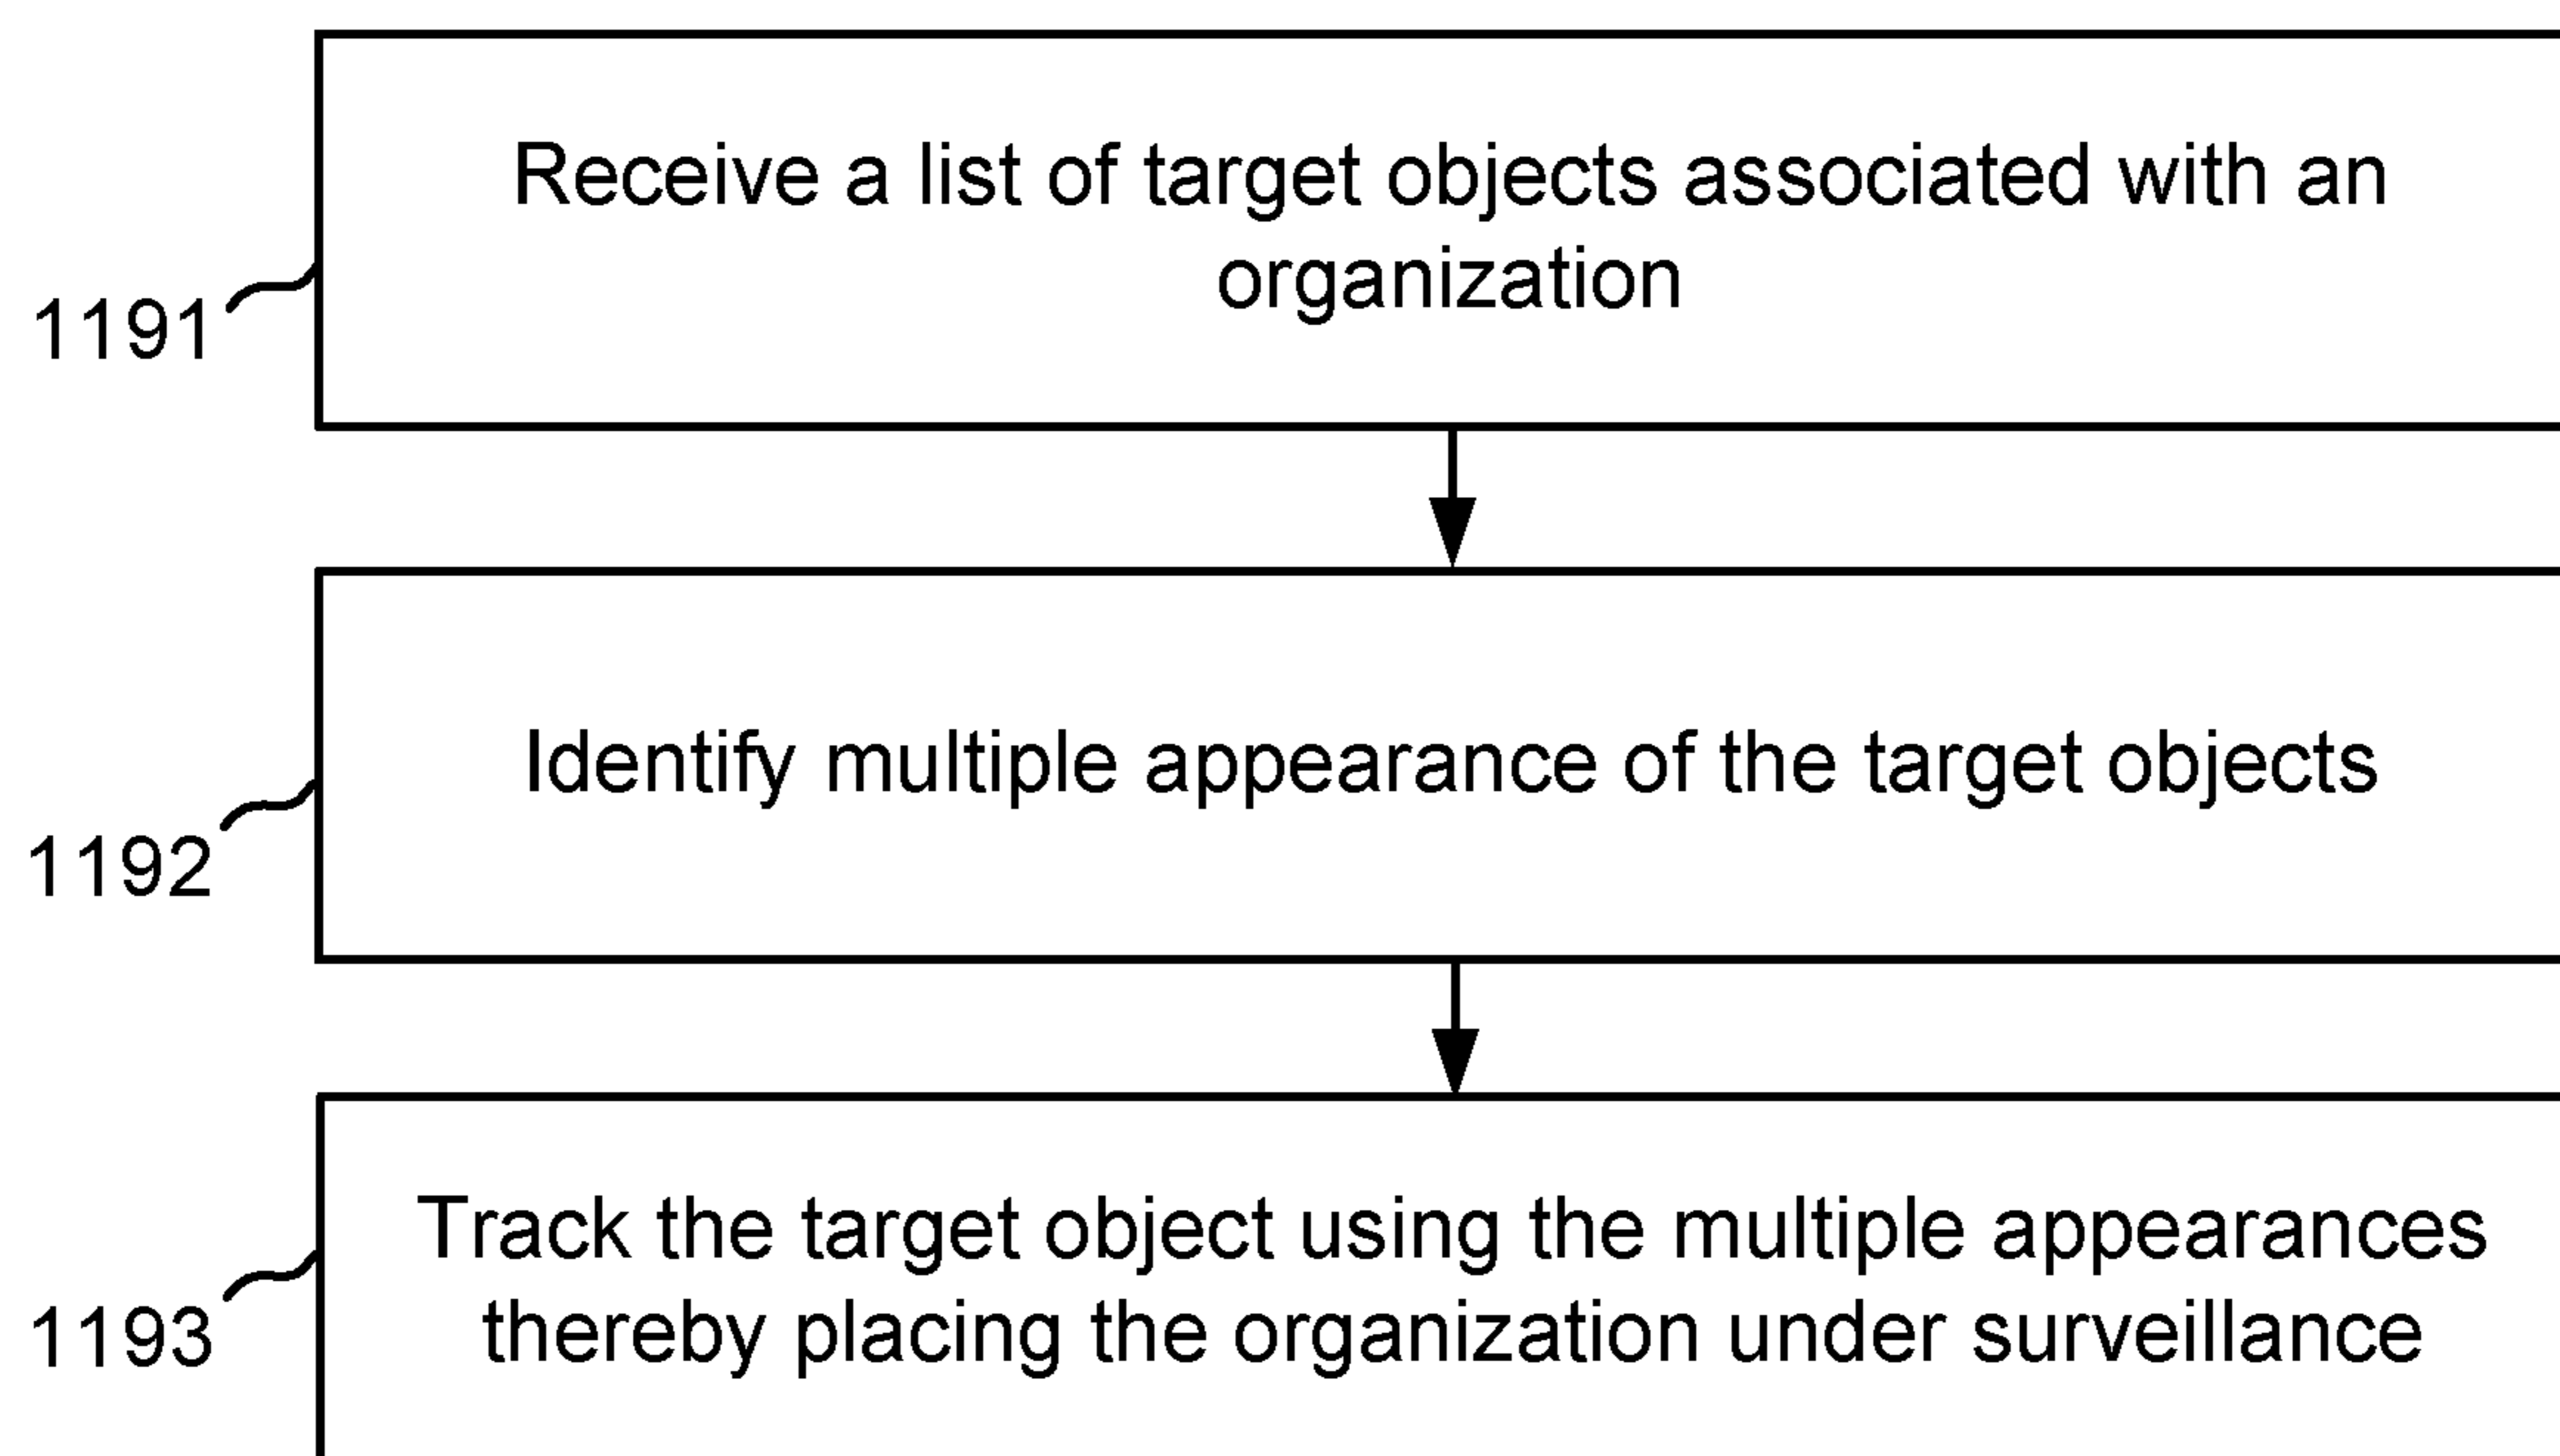 Receive a list of target objects associated with an
organization
1191
Identify multiple appearance of the target objects
1192
Track the target object using the multiple appearances
thereby placing the organization under surveillance
1193